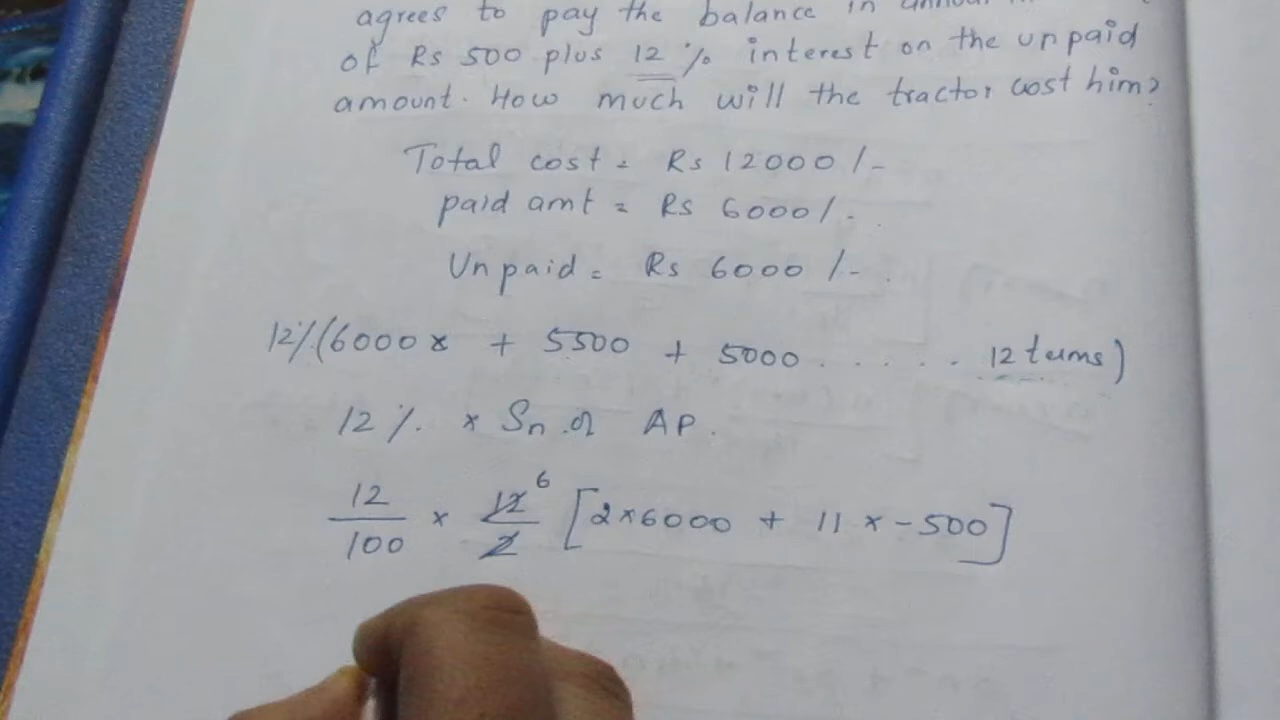 agrees to pay the balance in
of Rs 500 plus 12 % interest on the unpaid
amount. How much will the tractor cost him?
Total cost = Rs 12000/-
paid amt = Rs 6000/-
Unpaid = Rs 6000/-
12%(6000x + 5500 + 5000 ...... 12 terms)
12% x Sn of AP.
12/100 x 12/2 6 [2x6000 + 11 x -500]